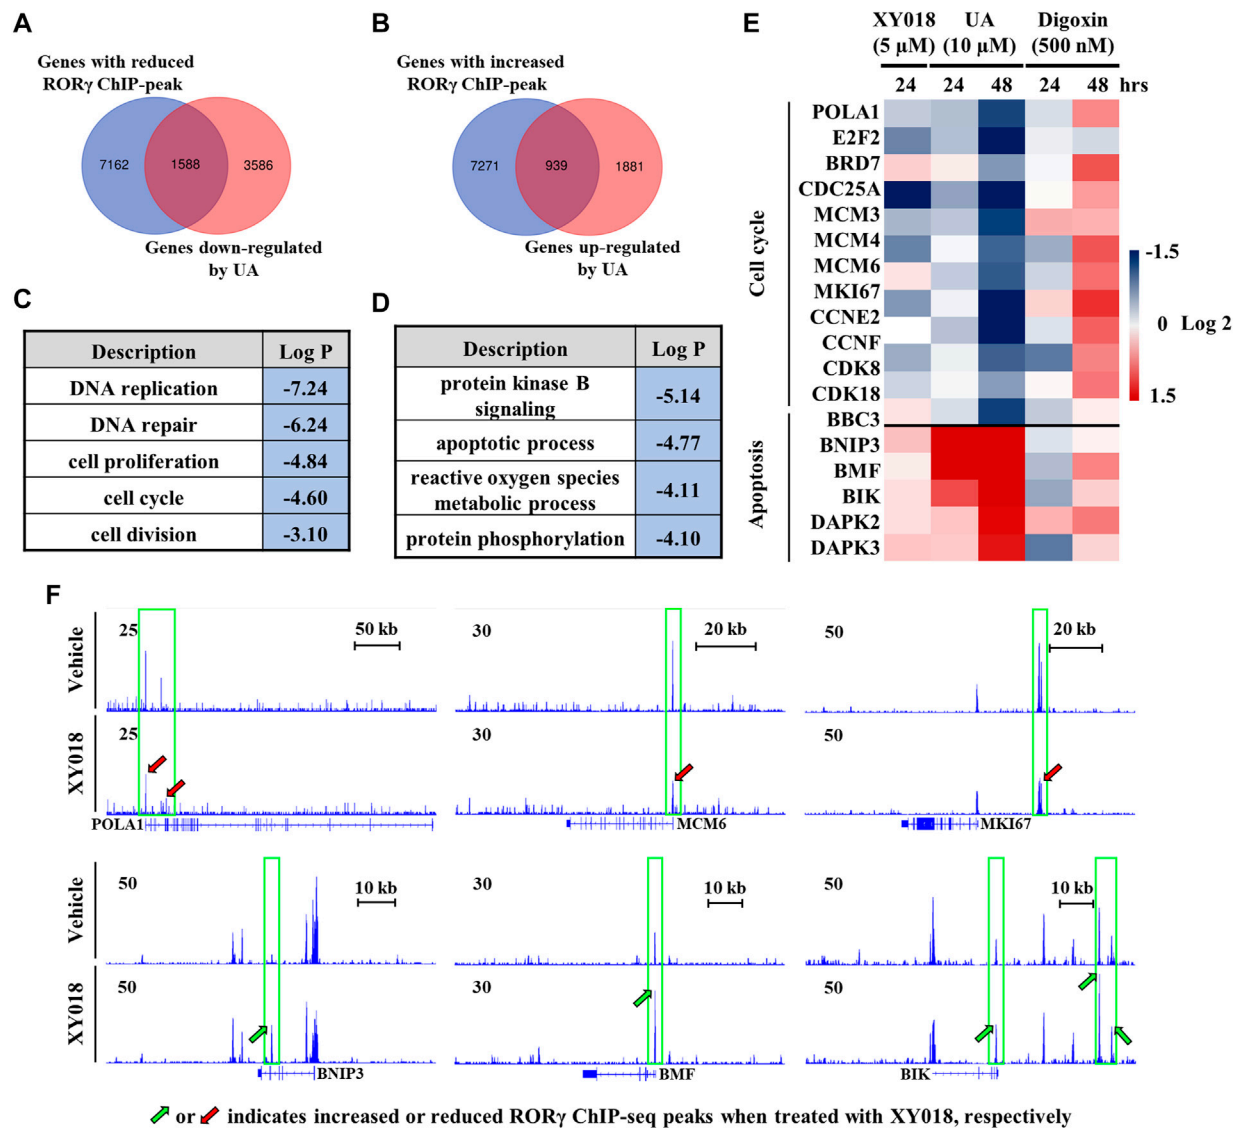 A
Genes with reduced
RORγ ChIP-peak
7162
1588
3586
Genes down-regulated
by UA
B
Genes with increased
RORγ ChIP-peak
7271
939
1881
Genes up-regulated
by UA
C
Description Log P
DNA replication -7.24
DNA repair -6.24
cell proliferation -4.84
cell cycle -4.60
cell division -3.10
D
Description Log P
protein kinase B
signaling -5.14
apoptotic process -4.77
reactive oxygen species
metabolic process -4.11
protein phosphorylation -4.10
E
XY018 UA Digoxin
(5 μM) (10 μM) (500 nM)
24 24 48 24 48 hrs
Cell cycle
POLA1
E2F2
BRD7
CDC25A
MCM3
MCM4
MCM6
MKI67
CCNE2
CCNF
CDK8
CDK18
Apoptosis
BBC3
BNIP3
BMF
BIK
DAPK2
DAPK3
-1.5
0 Log 2
1.5
F
Vehicle
25
50 kb
30
20 kb
50
20 kb
XY018
25
30
50
POLA1
MCM6
MKI67
Vehicle
50
10 kb
30
10 kb
50
10 kb
XY018
50
30
50
BNIP3
BMF
BIK
or indicates increased or reduced RORγ ChIP-seq peaks when treated with XY018, respectively